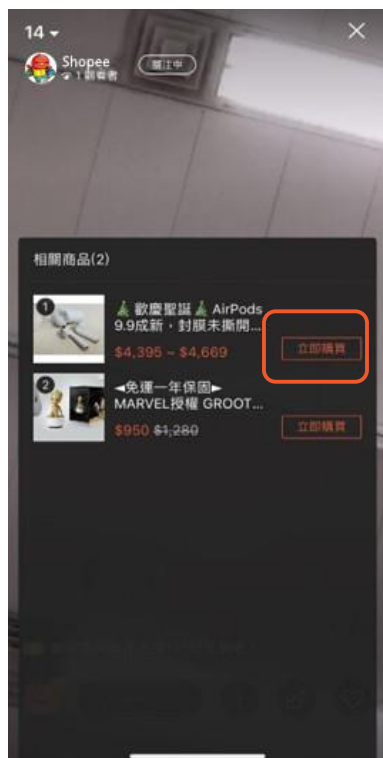 14
Shopee
關注中
1 觀看者
相關商品(2)
1
🎄 歡慶聖誕 🎄 AirPods
9.9成新，封膜未撕開...
$4,395 ~ $4,669
立即購買
2
◄免運一年保固►
MARVEL授權 GROOT...
$950 $1,280
立即購買